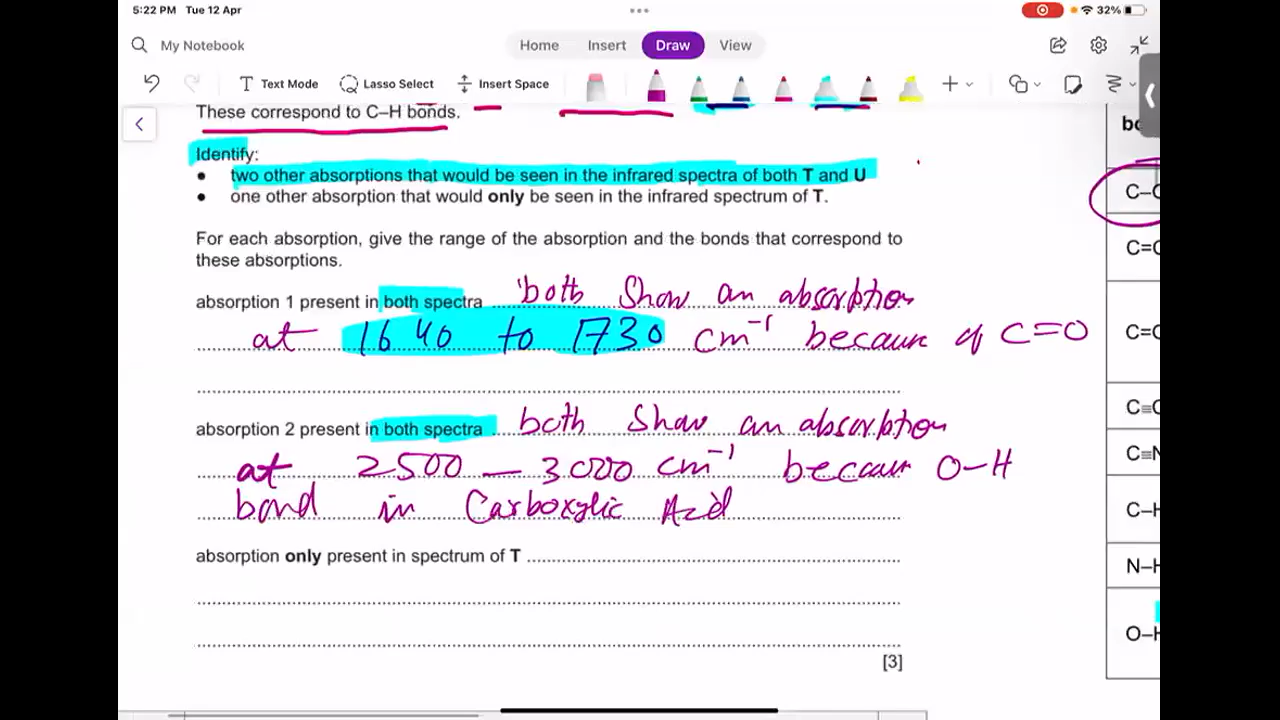 5:22 PM Tue 12 Apr
32%
My Notebook
Home Insert Draw View
Text Mode Lasso Select Insert Space
These correspond to C–H bonds.
Identify:
• two other absorptions that would be seen in the infrared spectra of both T and U
• one other absorption that would only be seen in the infrared spectrum of T.
For each absorption, give the range of the absorption and the bonds that correspond to
these absorptions.
absorption 1 present in both spectra both show an absorption
at 1640 to 1730 cm⁻¹ because of C=O
absorption 2 present in both spectra both show an absorption
at 2500 – 3000 cm⁻¹ because O–H
bond in Carboxylic Acid
absorption only present in spectrum of T
[3]
C≡N
C–H
N–H
O–H